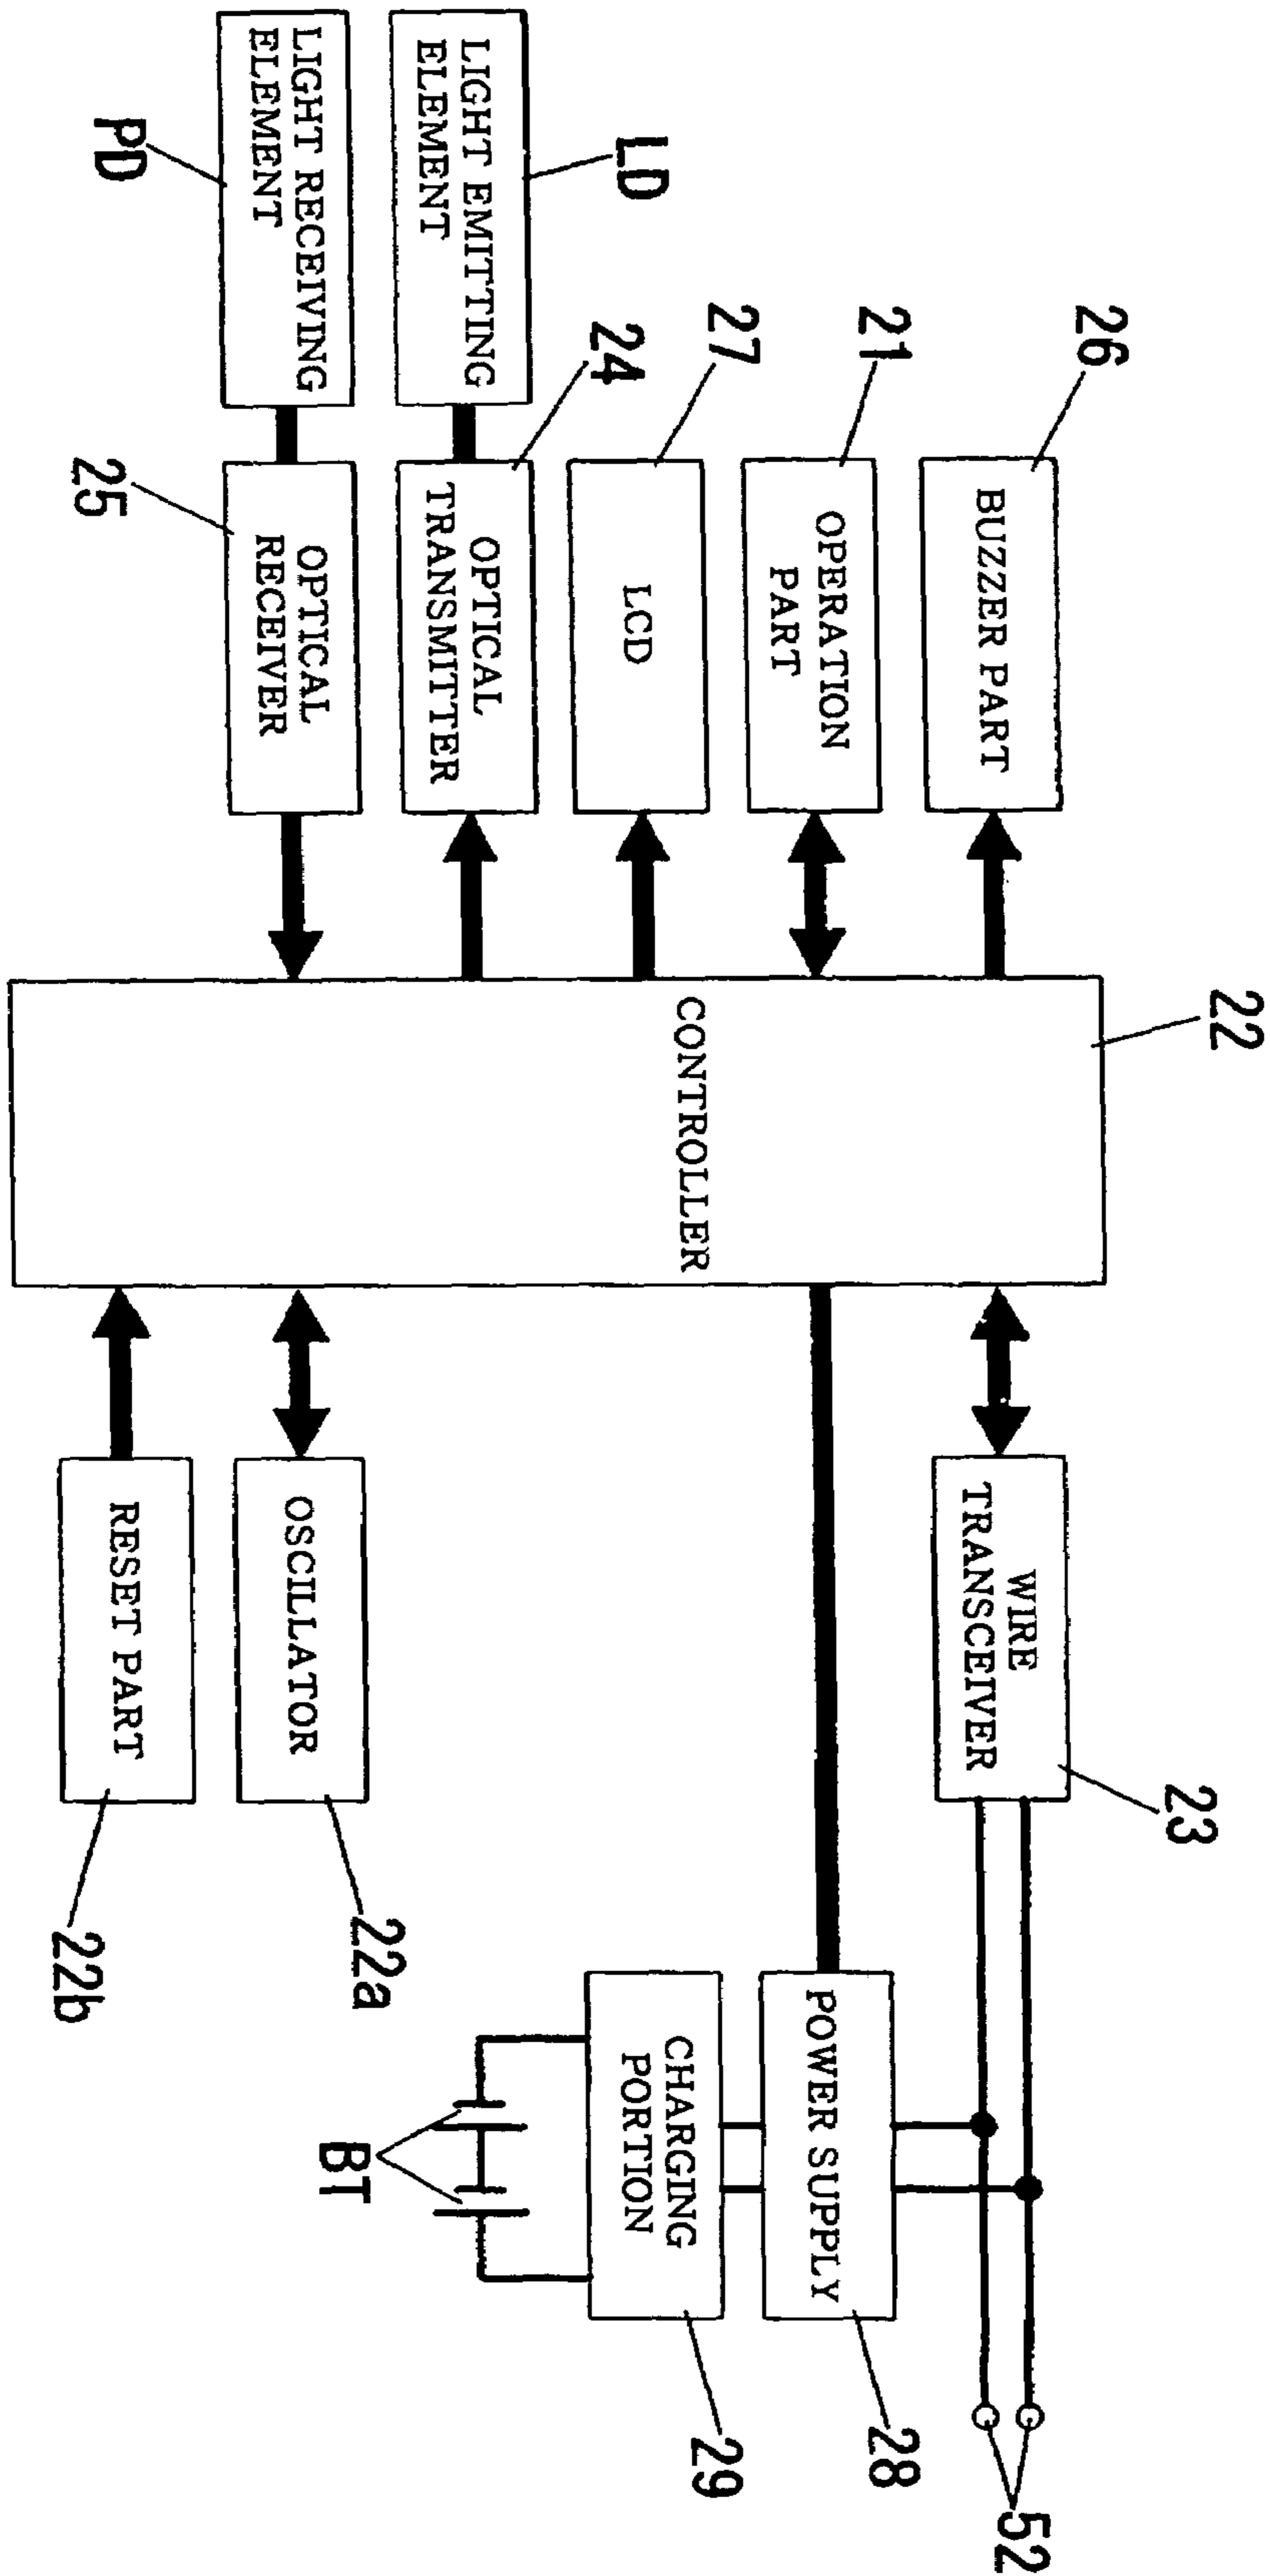 26
BUZZER PART
21
OPERATION
PART
27
LCD
LD
LIGHT EMITTING
ELEMENT
24
OPTICAL
TRANSMITTER
LIGHT RECEIVING
ELEMENT
PD
OPTICAL
RECEIVER
25
22
CONTROLLER
WIRE
TRANSCEIVER
23
52
POWER SUPPLY
28
CHARGING
PORTION
29
BT
OSCILLATOR
22a
RESET PART
22b